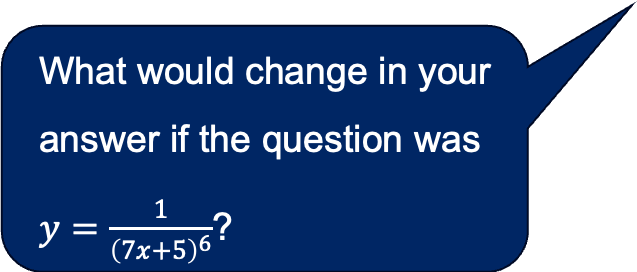 What would change in your
answer if the question was
y = 1/(7x+5)⁶?